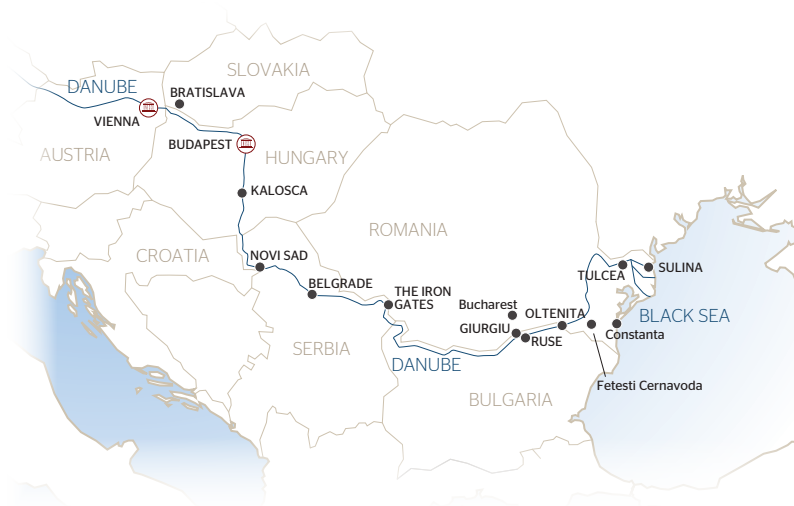 SLOVAKIA
DANUBE
BRATISLAVA
VIENNA
BUDAPEST
AUSTRIA
HUNGARY
KALOSCA
ROMANIA
CROATIA
NOVI SAD
BELGRADE
TULCEA
SULINA
THE IRON
GATES
Bucharest
OLTENITA
BLACK SEA
GIURGIU
RUSE
Constanta
SERBIA
DANUBE
Fetesti Cernavoda
BULGARIA